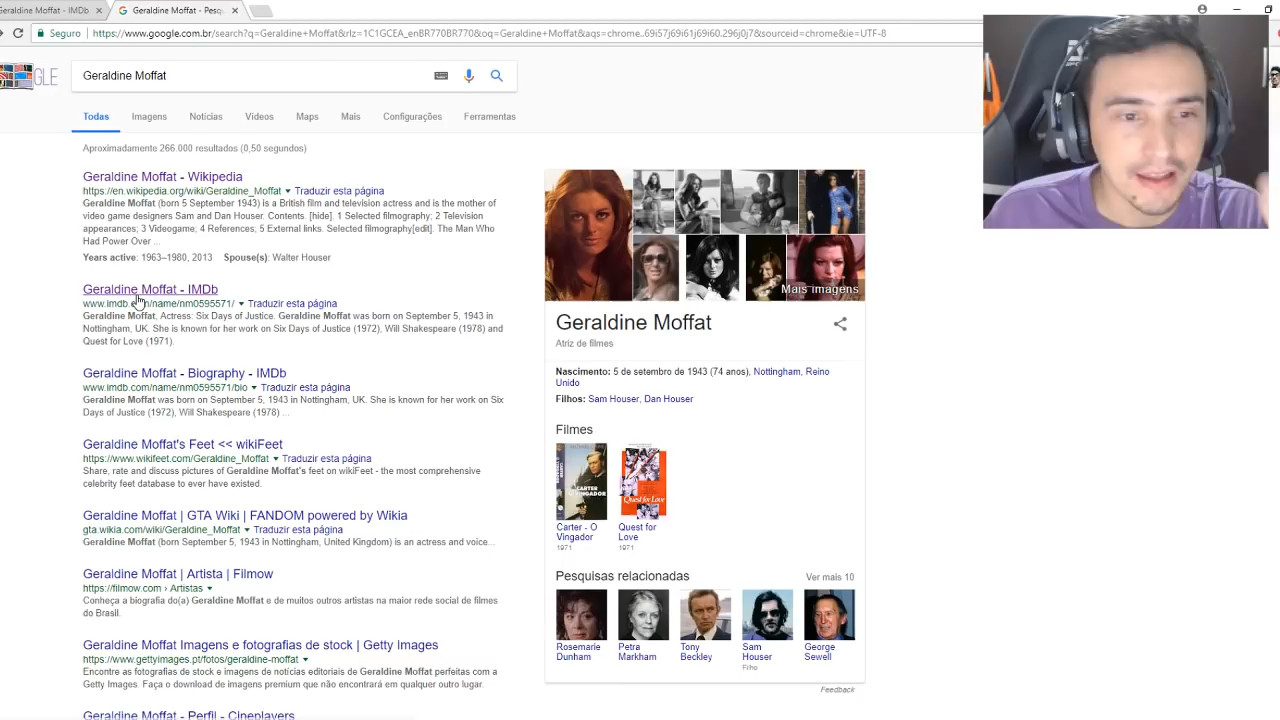 Geraldine Moffat - IMDb
Geraldine Moffat - Pesq
Seguro
https://www.google.com.br/search?q=Geraldine+Moffat&rlz=1C1GCEA_enBR770BR770&oq=Geraldine+Moffat&aqs=chrome..69i57j69i61j69i60.296j0j7&sourceid=chrome&ie=UTF-8
GLE
Geraldine Moffat
Todas
Imagens
Notícias
Vídeos
Maps
Mais
Configurações
Ferramentas
Aproximadamente 266.000 resultados (0,50 segundos)
Geraldine Moffat - Wikipedia
https://en.wikipedia.org/wiki/Geraldine_Moffat ▼ Traduzir esta página
Geraldine Moffat (born 5 September 1943) is a British film and television actress and is the mother of
video game designers Sam and Dan Houser. Contents. [hide]. 1 Selected filmography; 2 Television
appearances; 3 Videogame; 4 References; 5 External links. Selected filmography[edit]. The Man Who
Had Power Over ...
Years active: 1963–1980, 2013 Spouse(s): Walter Houser
Geraldine Moffat - IMDb
www.imdb.com/name/nm0595571/ ▼ Traduzir esta página
Geraldine Moffat, Actress: Six Days of Justice. Geraldine Moffat was born on September 5, 1943 in
Nottingham, UK. She is known for her work on Six Days of Justice (1972), Will Shakespeare (1978) and
Quest for Love (1971).
Geraldine Moffat - Biography - IMDb
www.imdb.com/name/nm0595571/bio ▼ Traduzir esta página
Geraldine Moffat was born on September 5, 1943 in Nottingham, UK. She is known for her work on Six
Days of Justice (1972), Will Shakespeare (1978) ...
Geraldine Moffat's Feet << wikiFeet
https://www.wikifeet.com/Geraldine_Moffat ▼ Traduzir esta página
Share, rate and discuss pictures of Geraldine Moffat's feet on wikiFeet - the most comprehensive
celebrity feet database to ever have existed.
Geraldine Moffat | GTA Wiki | FANDOM powered by Wikia
gta.wikia.com/wiki/Geraldine_Moffat ▼ Traduzir esta página
Geraldine Moffat (born September 5, 1943 in Nottingham, United Kingdom) is an actress and voice...
Geraldine Moffat | Artista | Filmow
https://filmow.com › Artistas ▼
Conheça a biografia do(a) Geraldine Moffat e de muitos outros artistas na maior rede social de filmes
do Brasil.
Geraldine Moffat Imagens e fotografias de stock | Getty Images
https://www.gettyimages.pt/fotos/geraldine-moffat ▼
Encontre as fotografias de stock e imagens de notícias editoriais de Geraldine Moffat perfeitas com a
Getty Images. Faça o download de imagens premium que não encontrará em qualquer outro lugar.
Geraldine Moffat - Perfil - Cineplayers
Mais imagens
Geraldine Moffat
Atriz de filmes
Nascimento: 5 de setembro de 1943 (74 anos), Nottingham, Reino
Unido
Filhos: Sam Houser, Dan Houser
Filmes
CARTER
VINGADOR
Quest for Love
Carter - O
Vingador
1971
Quest for
Love
1971
Pesquisas relacionadas
Ver mais 10
Rosemarie
Dunham
Petra
Markham
Tony
Beckley
Sam
Houser
Filho
George
Sewell
Feedback